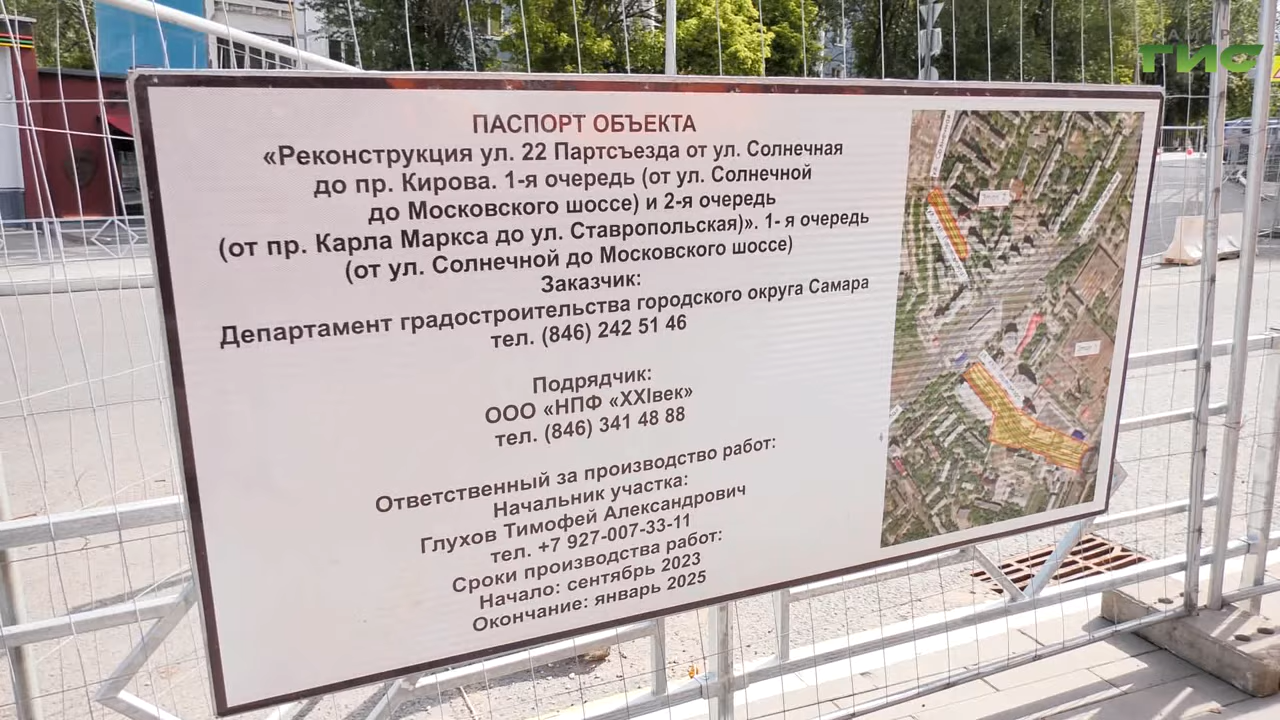 ПАСПОРТ ОБЪЕКТА
«Реконструкция ул. 22 Партсъезда от ул. Солнечная
до пр. Кирова. 1-я очередь (от ул. Солнечной
до Московского шоссе) и 2-я очередь
(от пр. Карла Маркса до ул. Ставропольская)». 1- я очередь
(от ул. Солнечной до Московского шоссе)
Заказчик:
Департамент градостроительства городского округа Самара
тел. (846) 242 51 46
Подрядчик:
ООО «НПФ «XXIвек»
тел. (846) 341 48 88
Ответственный за производство работ:
Начальник участка:
Глухов Тимофей Александрович
тел. +7 927-007-33-11
Сроки производства работ:
Начало: сентябрь 2023
Окончание: январь 2025
САМАРА
ТИС